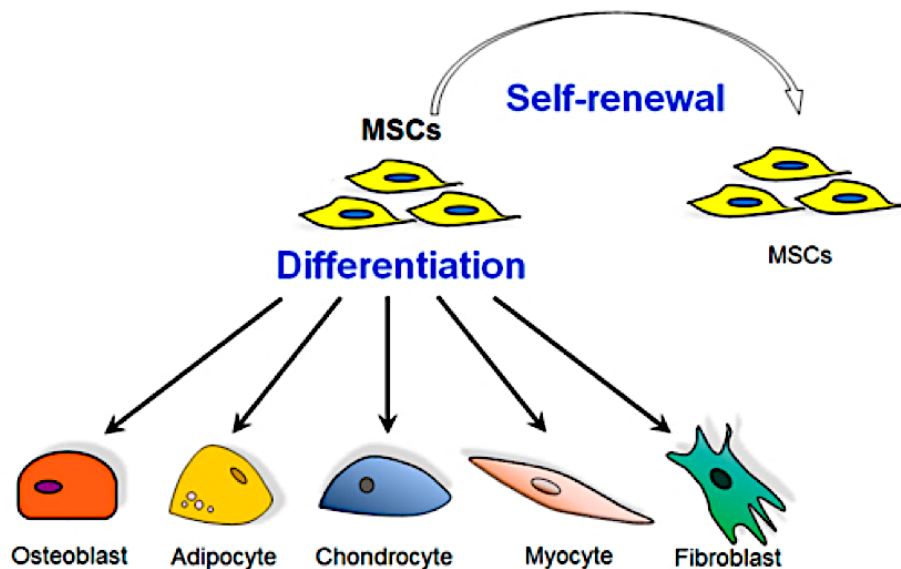 Self-renewal
MSCs
MSCs
Differentiation
Osteoblast
Adipocyte
Chondrocyte
Myocyte
Fibroblast